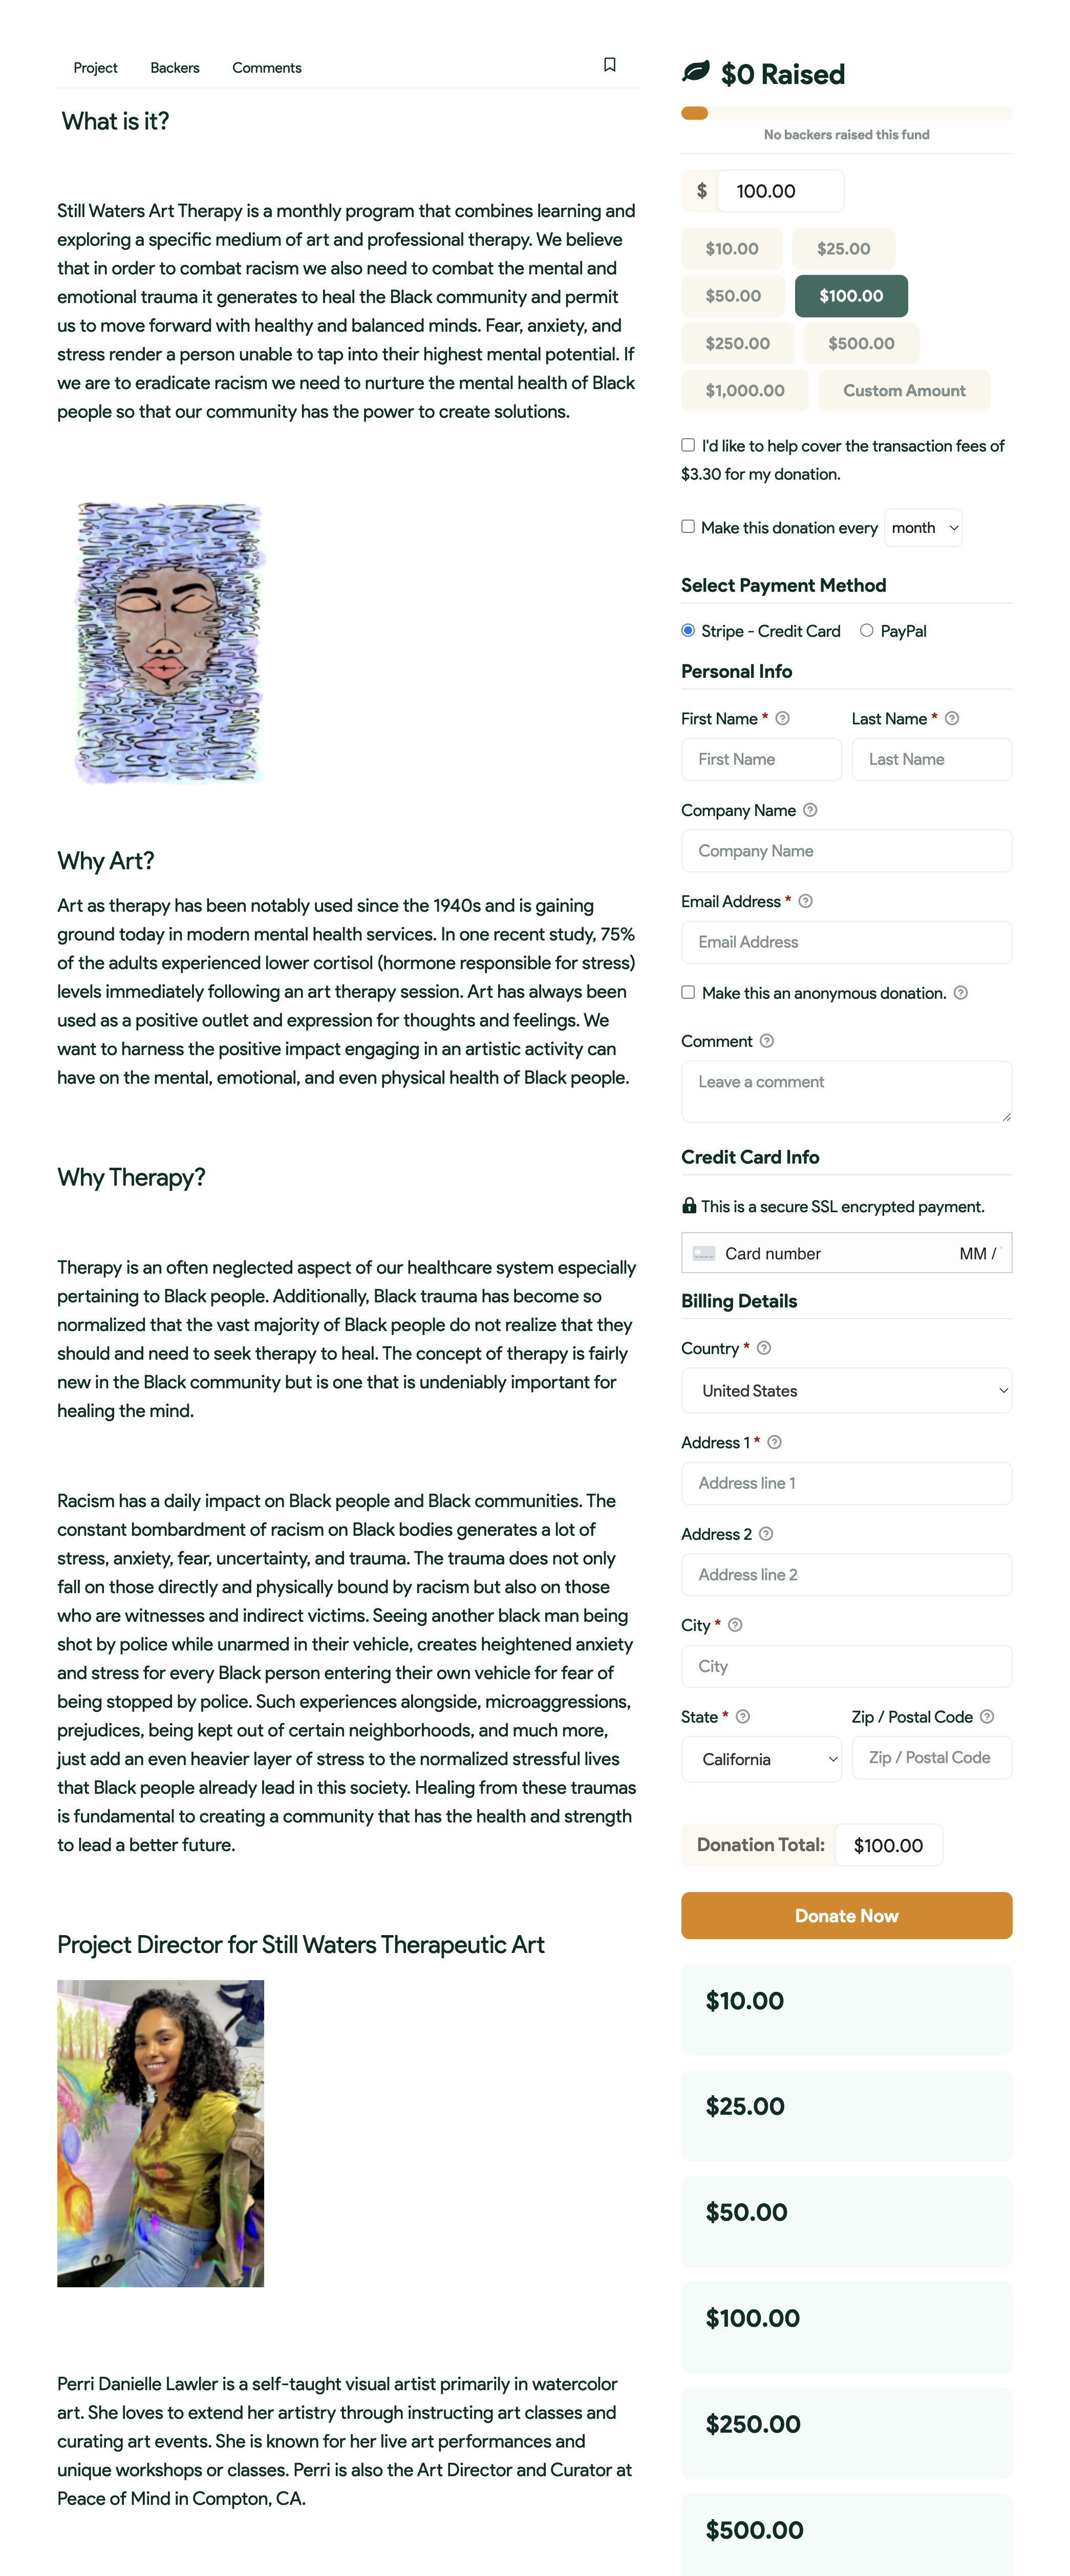 Project Backers Comments
What is it?
Still Waters Art Therapy is a monthly program that combines learning and
exploring a specific medium of art and professional therapy. We believe
that in order to combat racism we also need to combat the mental and
emotional trauma it generates to heal the Black community and permit
us to move forward with healthy and balanced minds. Fear, anxiety, and
stress render a person unable to tap into their highest mental potential. If
we are to eradicate racism we need to nurture the mental health of Black
people so that our community has the power to create solutions.
Why Art?
Art as therapy has been notably used since the 1940s and is gaining
ground today in modern mental health services. In one recent study, 75%
of the adults experienced lower cortisol (hormone responsible for stress)
levels immediately following an art therapy session. Art has always been
used as a positive outlet and expression for thoughts and feelings. We
want to harness the positive impact engaging in an artistic activity can
have on the mental, emotional, and even physical health of Black people.
Why Therapy?
Therapy is an often neglected aspect of our healthcare system especially
pertaining to Black people. Additionally, Black trauma has become so
normalized that the vast majority of Black people do not realize that they
should and need to seek therapy to heal. The concept of therapy is fairly
new in the Black community but is one that is undeniably important for
healing the mind.
Racism has a daily impact on Black people and Black communities. The
constant bombardment of racism on Black bodies generates a lot of
stress, anxiety, fear, uncertainty, and trauma. The trauma does not only
fall on those directly and physically bound by racism but also on those
who are witnesses and indirect victims. Seeing another black man being
shot by police while unarmed in their vehicle, creates heightened anxiety
and stress for every Black person entering their own vehicle for fear of
being stopped by police. Such experiences alongside, microaggressions,
prejudices, being kept out of certain neighborhoods, and much more,
just add an even heavier layer of stress to the normalized stressful lives
that Black people already lead in this society. Healing from these traumas
is fundamental to creating a community that has the health and strength
to lead a better future.
Project Director for Still Waters Therapeutic Art
Perri Danielle Lawler is a self-taught visual artist primarily in watercolor
art. She loves to extend her artistry through instructing art classes and
curating art events. She is known for her live art performances and
unique workshops or classes. Perri is also the Art Director and Curator at
Peace of Mind in Compton, CA.
$0 Raised
No backers raised this fund
$ 100.00
$10.00 $25.00
$50.00 $100.00
$250.00 $500.00
$1,000.00 Custom Amount
I'd like to help cover the transaction fees of
$3.30 for my donation.
Make this donation every month
Select Payment Method
Stripe - Credit Card PayPal
Personal Info
First Name * Last Name *
First Name Last Name
Company Name
Company Name
Email Address *
Email Address
Make this an anonymous donation.
Comment
Leave a comment
Credit Card Info
This is a secure SSL encrypted payment.
Card number MM /
Billing Details
Country *
United States
Address 1 *
Address line 1
Address 2
Address line 2
City *
City
State * Zip / Postal Code
California Zip / Postal Code
Donation Total: $100.00
Donate Now
$10.00
$25.00
$50.00
$100.00
$250.00
$500.00